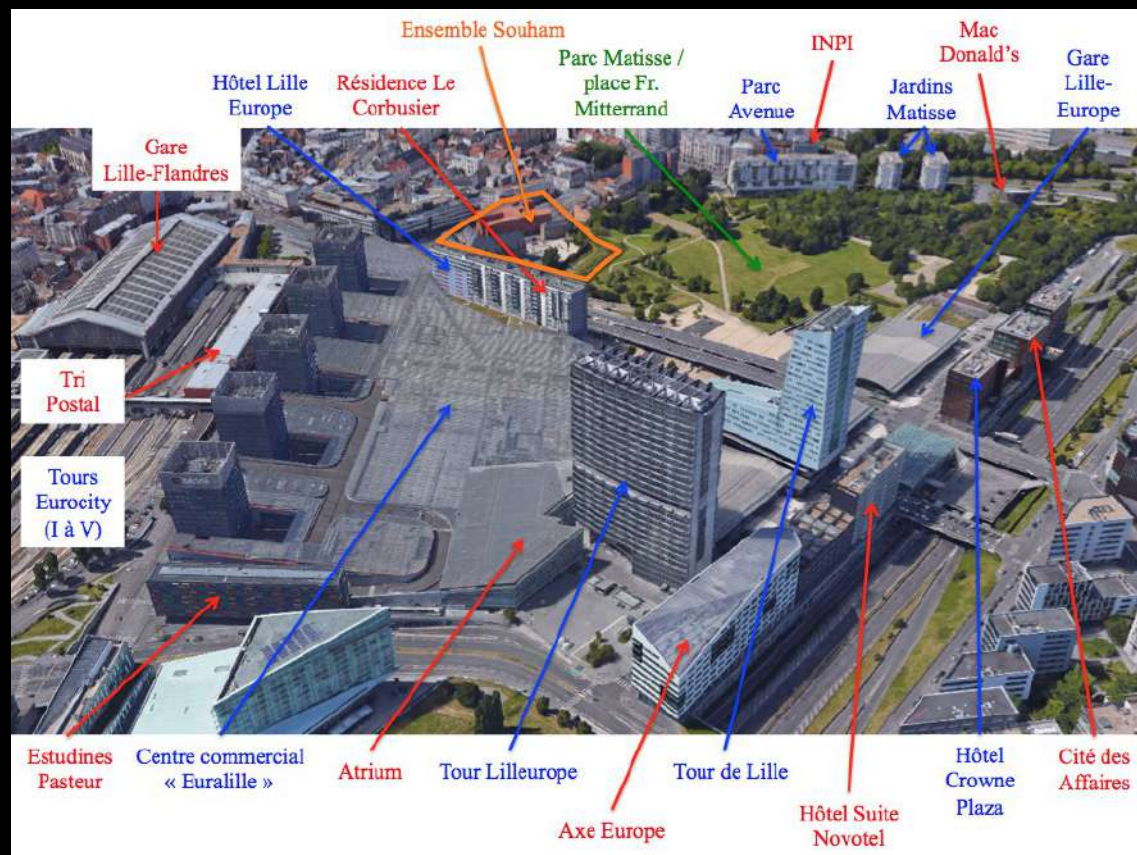 Ensemble Souham
Hôtel Lille
Europe
Résidence Le
Corbusier
Parc Matisse /
place Fr.
Mitterrand
INPI
Parc
Avenue
Mac
Donald's
Jardins
Matisse
Gare
Lille-
Europe
Gare
Lille-Flandres
Tri
Postal
Tours
Eurocity
(I à V)
Estudines
Pasteur
Centre commercial
« Euralille »
Atrium
Tour Lilleurope
Axe Europe
Tour de Lille
Hôtel Suite
Novotel
Hôtel
Crowne
Plaza
Cité des
Affaires